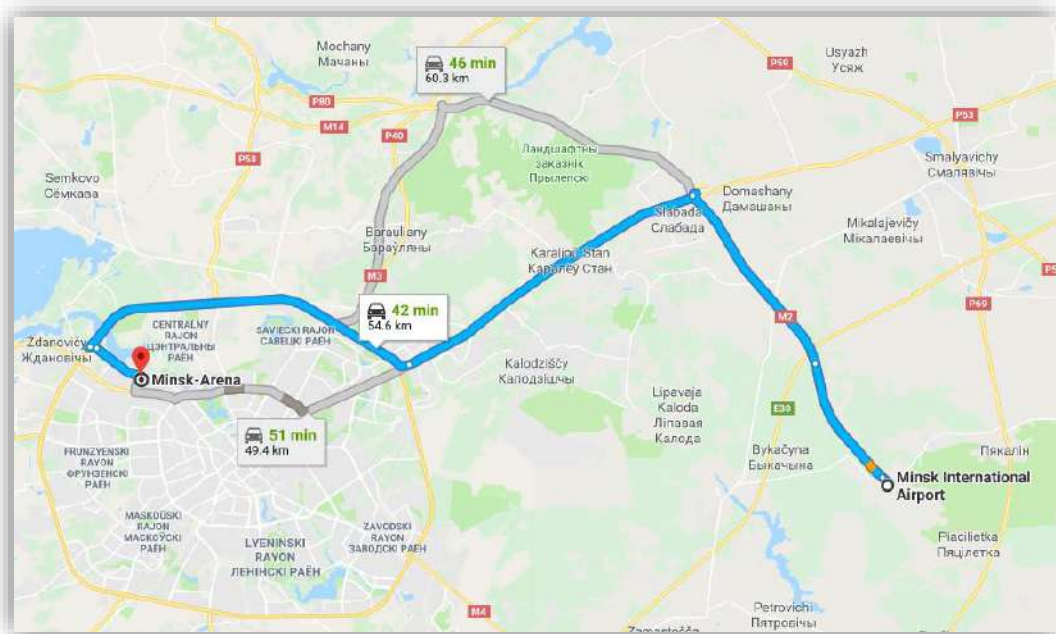 Mochany
Мачаны
46 min
60.3 km
Usyazh
Усяж
P59
P80
M14
P40
P53
P58
Semkovo
Сёмкава
Ландшафтны
заказнік
Прылепскі
Smalyavichy
Смалявічы
Domashany
Дамашаны
Slabada
Слабада
Mikalajevičy
Мікалаевічы
Barauliany
Бараўляны
Karalioŭ Stan
Каралёў Стан
M3
P69
42 min
54.6 km
M2
CENTRALNY
RAJON
ЦЭНТРАЛЬНЫ
РАЁН
SAVIECKI RAJON
САВЕЦКІ РАЁН
Zdanovičy
Ждановічы
Minsk-Arena
Kalodziščy
Калодзішчы
Lipavaja
Kaloda
Ліпавая
Калода
E30
51 min
49.4 km
FRUNZYENSKI
RAYON
ФРУНЗЕНСКІ
РАЁН
Bykačyna
Быкачына
Пякалін
Minsk International
Airport
MASKOŬSKI
RAJON
МАСКОЎСКІ
РАЁН
LYENINSKI
RAYON
ЛЕНІНСКІ РАЁН
ZAVODSKI
RAYON
ЗАВОДСКІ РАЁН
Piacilietka
Пяцілетка
M4
Petrovichi
Пятровічы